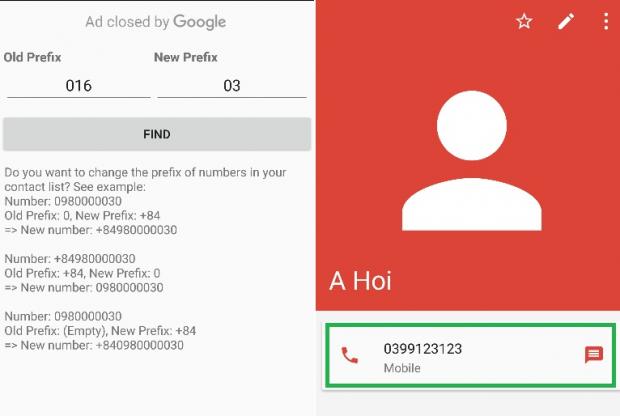 Ad closed by Google
Old Prefix New Prefix
016 03
FIND
Do you want to change the prefix of numbers in your
contact list? See example:
Number: 0980000030
Old Prefix: 0, New Prefix: +84
=> New number: +84980000030
Number: +84980000030
Old Prefix: +84, New Prefix: 0
=> New number: 0980000030
Number: 0980000030
Old Prefix: (Empty), New Prefix: +84
=> New number: +840980000030
A Hoi
0399123123
Mobile